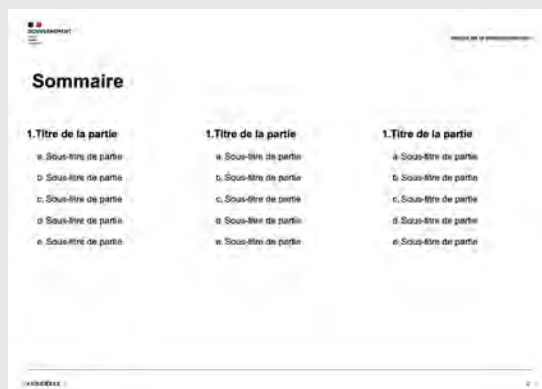 GOUVERNEMENT
Sommaire
1.Titre de la partie
a. Sous-titre de partie
b. Sous-titre de partie
c. Sous-titre de partie
d. Sous-titre de partie
e. Sous-titre de partie
1.Titre de la partie
a. Sous-titre de partie
b. Sous-titre de partie
c. Sous-titre de partie
d. Sous-titre de partie
e. Sous-titre de partie
1.Titre de la partie
a. Sous-titre de partie
b. Sous-titre de partie
c. Sous-titre de partie
d. Sous-titre de partie
e. Sous-titre de partie
2